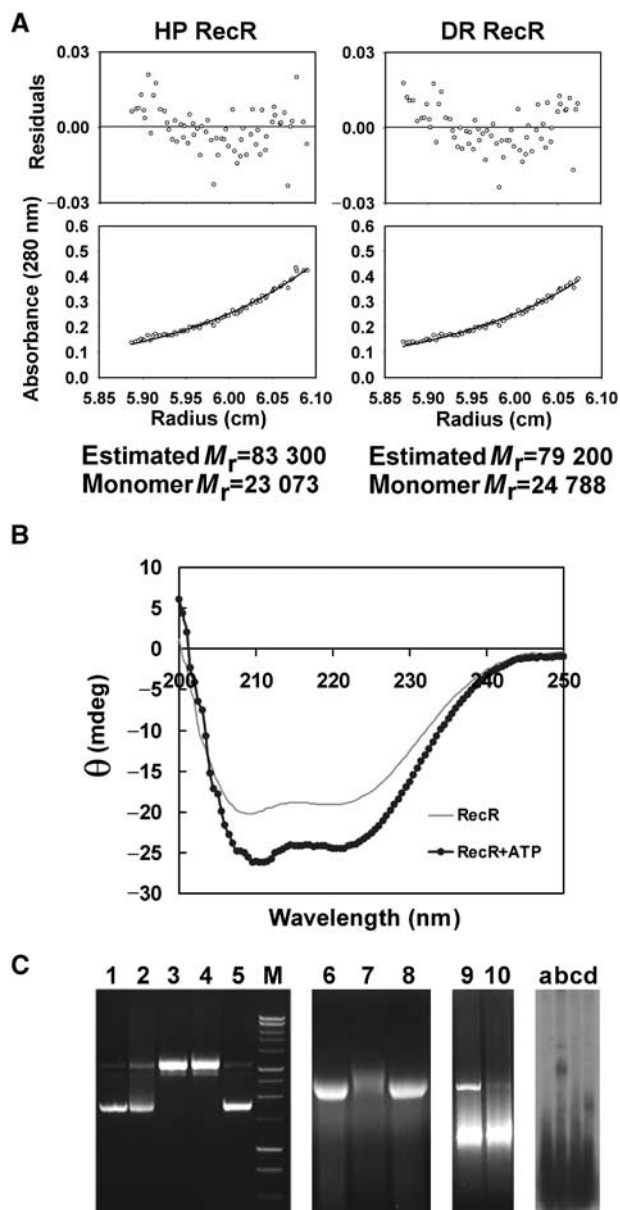 A
HP RecR
DR RecR
Residuals
0.03
0.00
−0.03
0.03
0.00
−0.03
Absorbance (280 nm)
0.6
0.5
0.4
0.3
0.2
0.1
0.0
5.85 5.90 5.95 6.00 6.05 6.10
Radius (cm)
0.6
0.5
0.4
0.3
0.2
0.1
0.0
5.85 5.90 5.95 6.00 6.05 6.10
Radius (cm)
Estimated Mr=83 300
Monomer Mr=23 073
Estimated Mr=79 200
Monomer Mr=24 788
B
θ (mdeg)
10
5
0
−5
−10
−15
−20
−25
−30
200 210 220 230 240 250
RecR
RecR+ATP
Wavelength (nm)
C
1 2 3 4 5 M 6 7 8 9 10 abcd